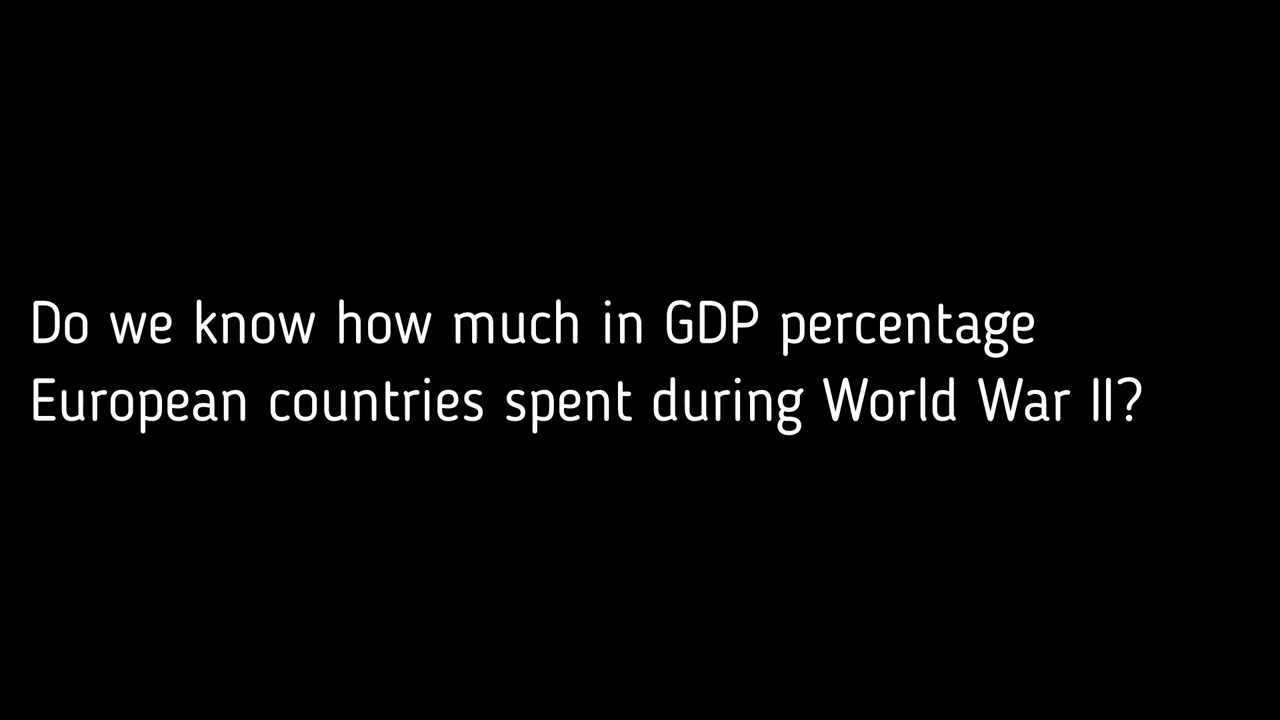 Do we know how much in GDP percentage
European countries spent during World War II?